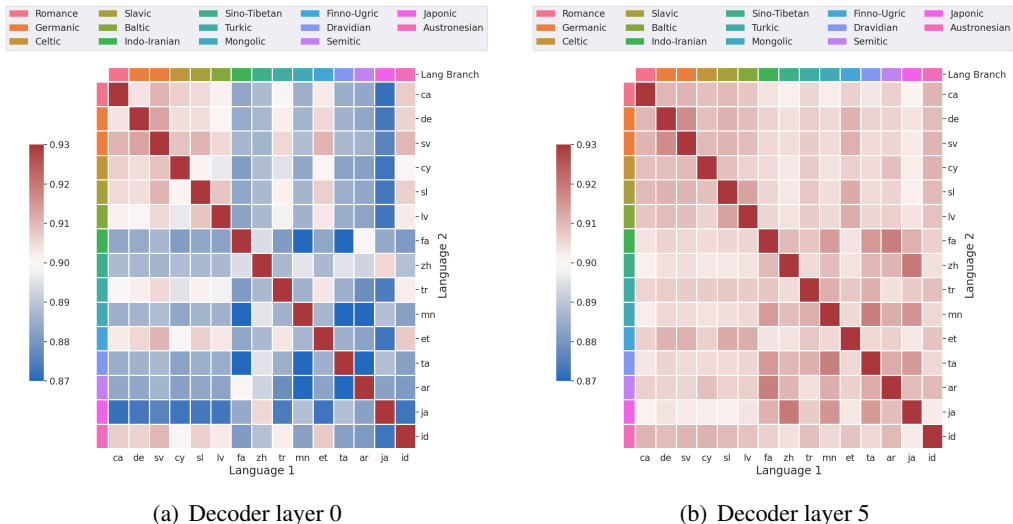 Romance Slavic Sino-Tibetan Finno-Ugric Japonic
Germanic Baltic Turkic Dravidian Austronesian
Celtic Indo-Iranian Mongolic Semitic
Lang Branch
ca
de
sv
cy
sl
lv
fa
zh
tr
mn
et
ta
ar
ja
id
Language 2
0.93
0.92
0.91
0.90
0.89
0.88
0.87
ca de sv cy sl lv fa zh tr mn et ta ar ja id
Language 1
(a) Decoder layer 0
Romance Slavic Sino-Tibetan Finno-Ugric Japonic
Germanic Baltic Turkic Dravidian Austronesian
Celtic Indo-Iranian Mongolic Semitic
Lang Branch
ca
de
sv
cy
sl
lv
fa
zh
tr
mn
et
ta
ar
ja
id
Language 2
0.93
0.92
0.91
0.90
0.89
0.88
0.87
ca de sv cy sl lv fa zh tr mn et ta ar ja id
Language 1
(b) Decoder layer 5